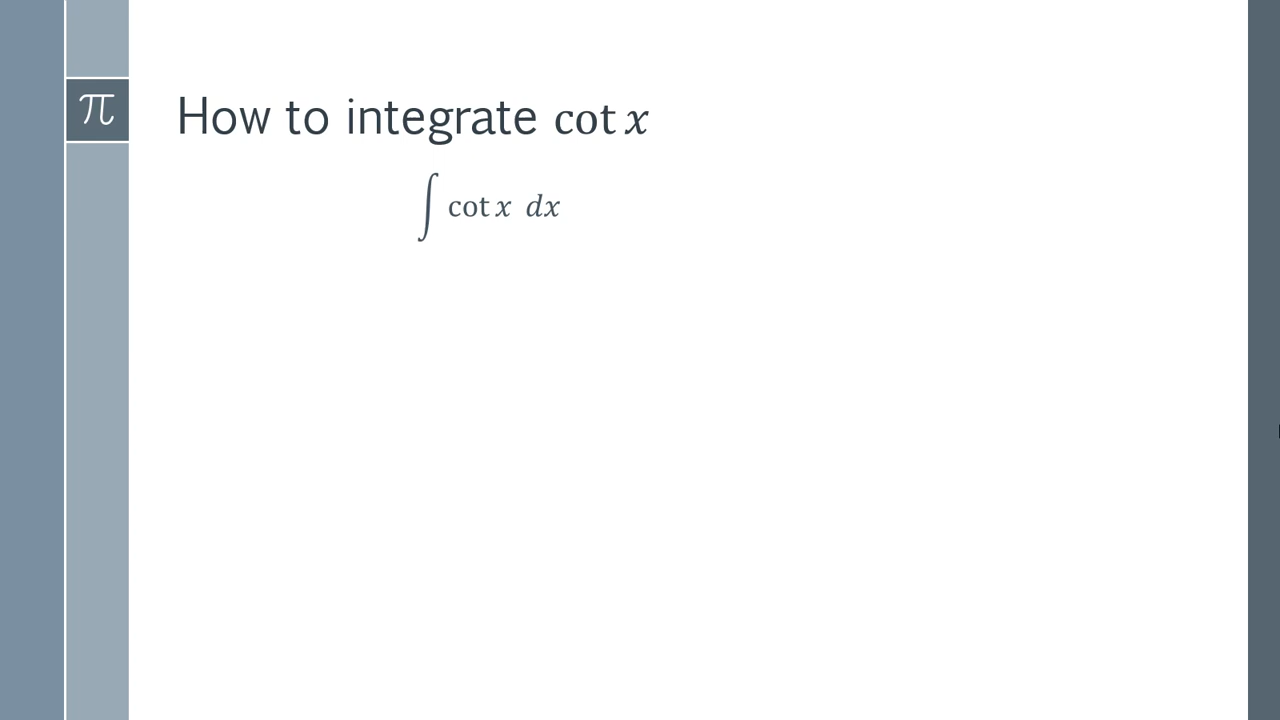 π
How to integrate cot x
∫ cot x dx